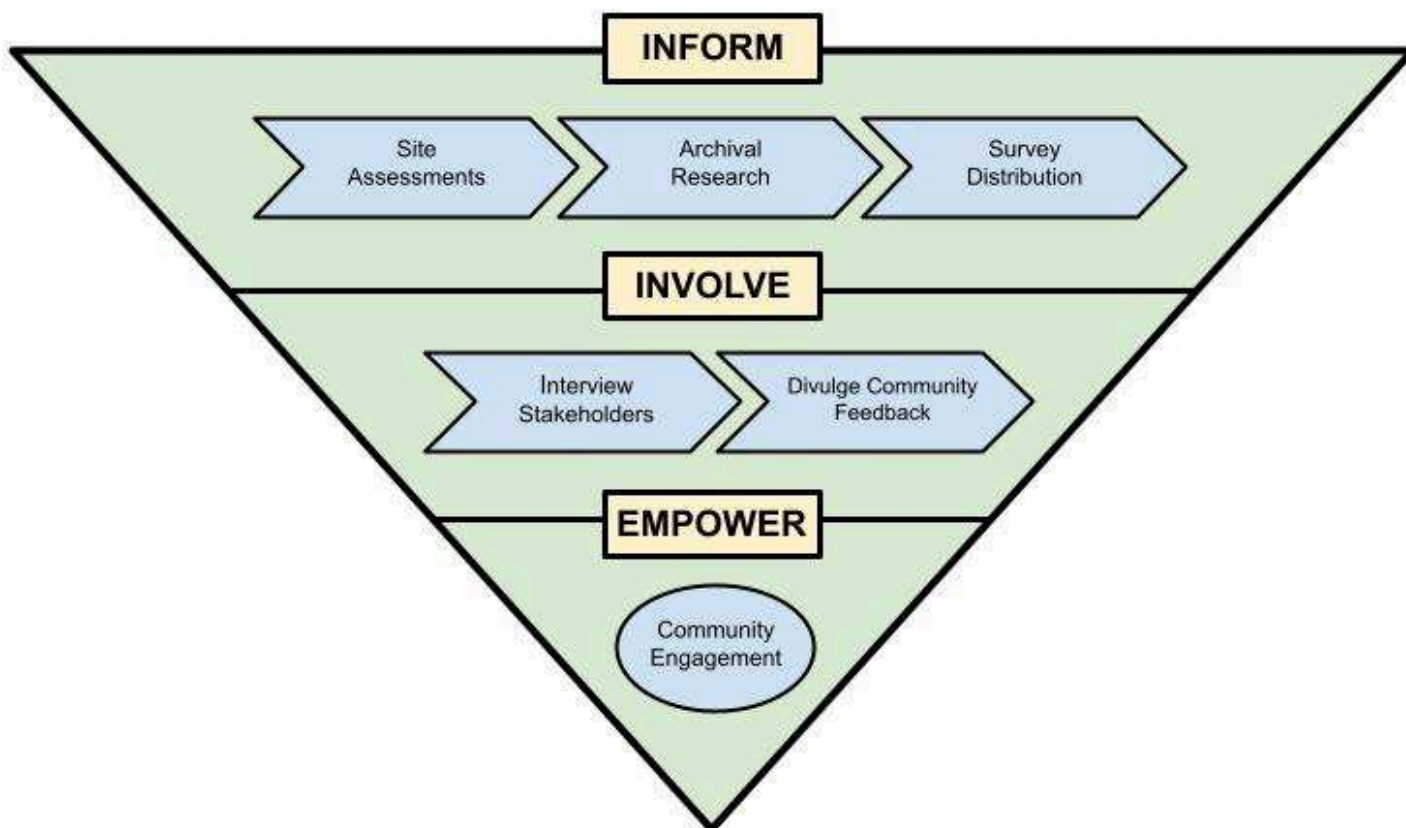 INFORM
Site
Assessments
Archival
Research
Survey
Distribution
INVOLVE
Interview
Stakeholders
Divulge Community
Feedback
EMPOWER
Community
Engagement